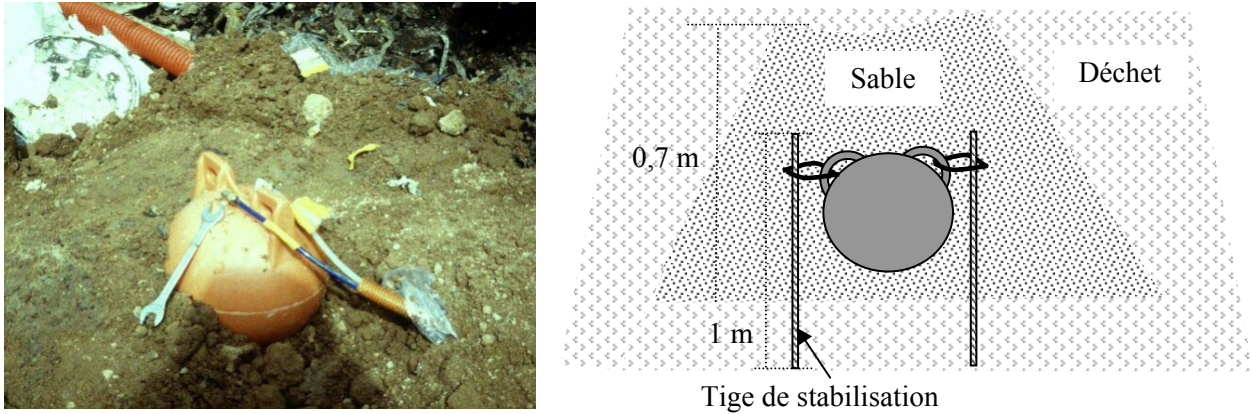 Sable
Déchet
0,7 m
1 m
Tige de stabilisation